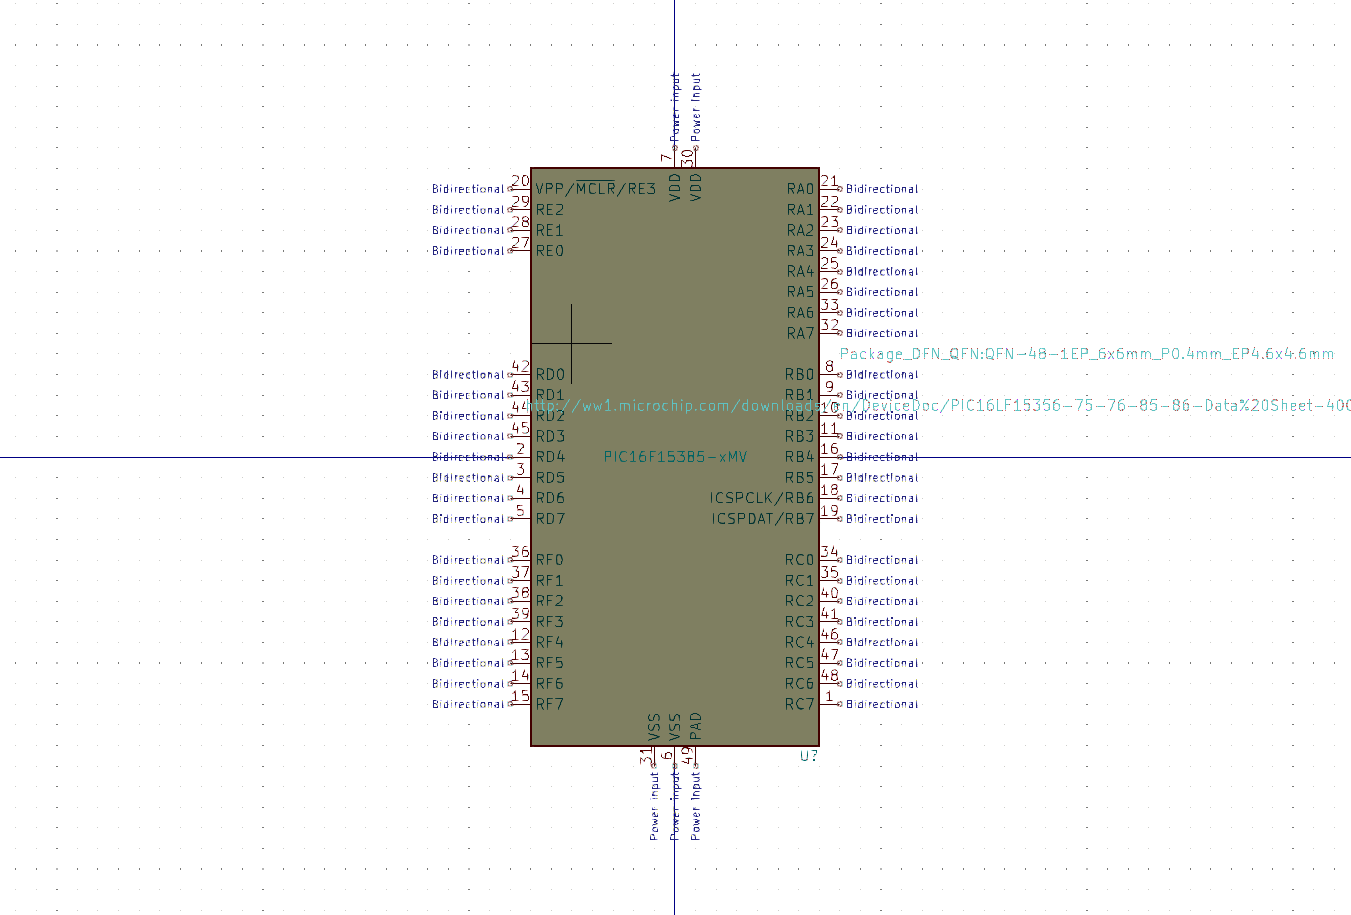 Power Input
Power Input
7
30
VDD
VDD
Bidirectional 20 VPP/MCLR/RE3 RA0 21 Bidirectional
Bidirectional 29 RE2 RA1 22 Bidirectional
Bidirectional 28 RE1 RA2 23 Bidirectional
Bidirectional 27 RE0 RA3 24 Bidirectional
RA4 25 Bidirectional
RA5 26 Bidirectional
RA6 33 Bidirectional
RA7 32 Bidirectional
Package_DFN_QFN:QFN-48-1EP_6x6mm_P0.4mm_EP4.6x4.6mm
Bidirectional 42 RD0 RB0 8 Bidirectional
Bidirectional 43 RD1 RB1 9 Bidirectional
http://ww1.microchip.com/downloads/en/DeviceDoc/PIC16LF15356-75-76-85-86-Data%20Sheet-400
Bidirectional 44 RD2 RB2 10 Bidirectional
Bidirectional 45 RD3 RB3 11 Bidirectional
Bidirectional 2 RD4 PIC16F15385-xMV RB4 16 Bidirectional
Bidirectional 3 RD5 RB5 17 Bidirectional
Bidirectional 4 RD6 ICSPCLK/RB6 18 Bidirectional
Bidirectional 5 RD7 ICSPDAT/RB7 19 Bidirectional
Bidirectional 36 RF0 RC0 34 Bidirectional
Bidirectional 37 RF1 RC1 35 Bidirectional
Bidirectional 38 RF2 RC2 40 Bidirectional
Bidirectional 39 RF3 RC3 41 Bidirectional
Bidirectional 12 RF4 RC4 46 Bidirectional
Bidirectional 13 RF5 RC5 47 Bidirectional
Bidirectional 14 RF6 RC6 48 Bidirectional
Bidirectional 15 RF7 RC7 1 Bidirectional
VSS
VSS
PAD
31
6
49
U?
Power Input
Power Input
Power Input